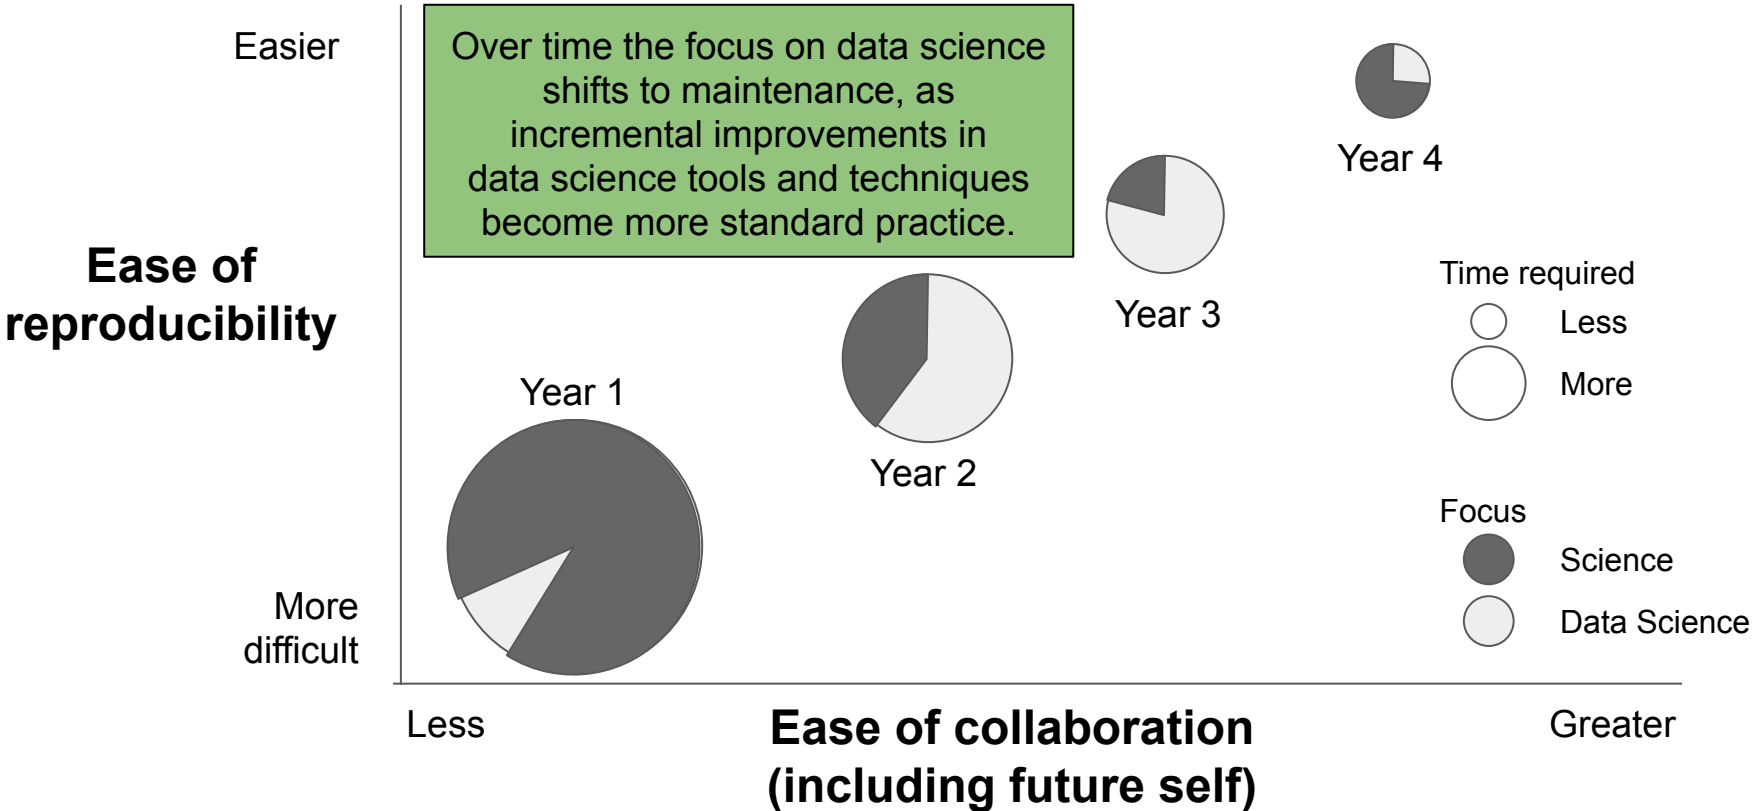 Easier
Over time the focus on data science
shifts to maintenance, as
incremental improvements in
data science tools and techniques
become more standard practice.
Year 4
Ease of
reproducibility
Year 3
Time required
Less
More
Year 1
Year 2
Focus
Science
Data Science
More
difficult
Less
Ease of collaboration
(including future self)
Greater